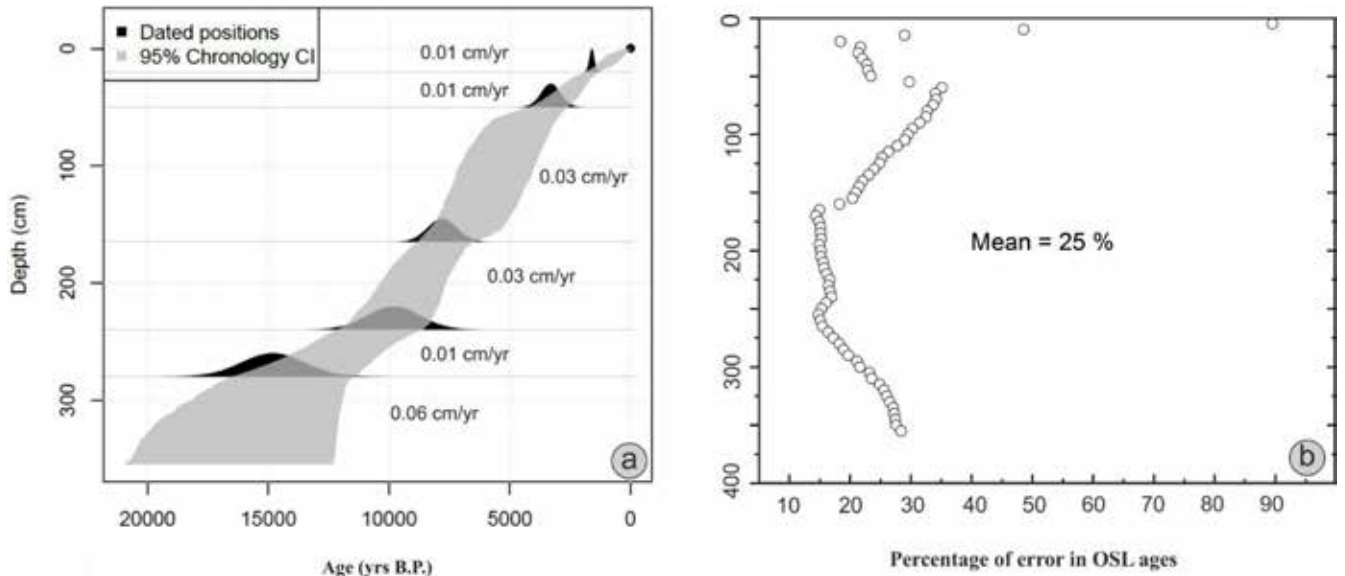 Dated positions
95% Chronology CI
0.01 cm/yr
0.01 cm/yr
0.03 cm/yr
0.03 cm/yr
0.01 cm/yr
0.06 cm/yr
0
100
200
300
Depth (cm)
20000 15000 10000 5000 0
Age (yrs B.P.)
a
0
100
200
300
400
Mean = 25 %
10 20 30 40 50 60 70 80 90
Percentage of error in OSL ages
b